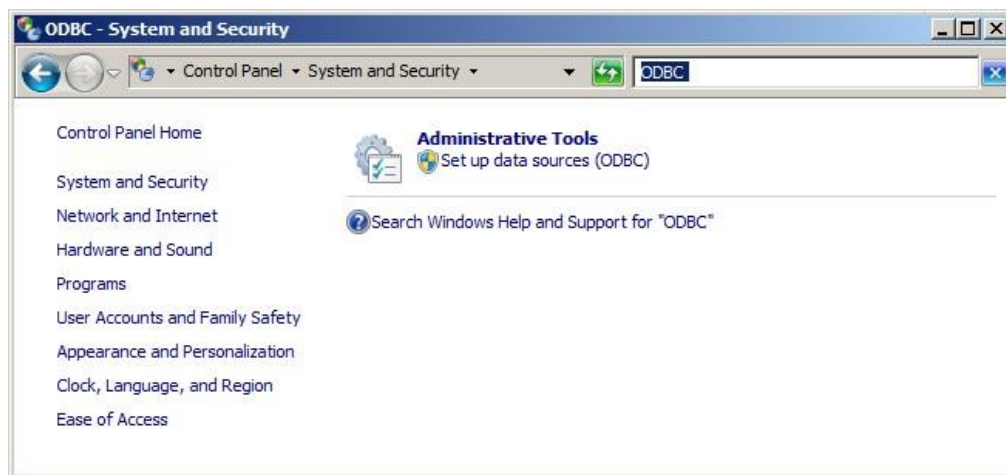 ODBC - System and Security
Control Panel System and Security
ODBC
Control Panel Home
System and Security
Network and Internet
Hardware and Sound
Programs
User Accounts and Family Safety
Appearance and Personalization
Clock, Language, and Region
Ease of Access
Administrative Tools
Set up data sources (ODBC)
Search Windows Help and Support for "ODBC"